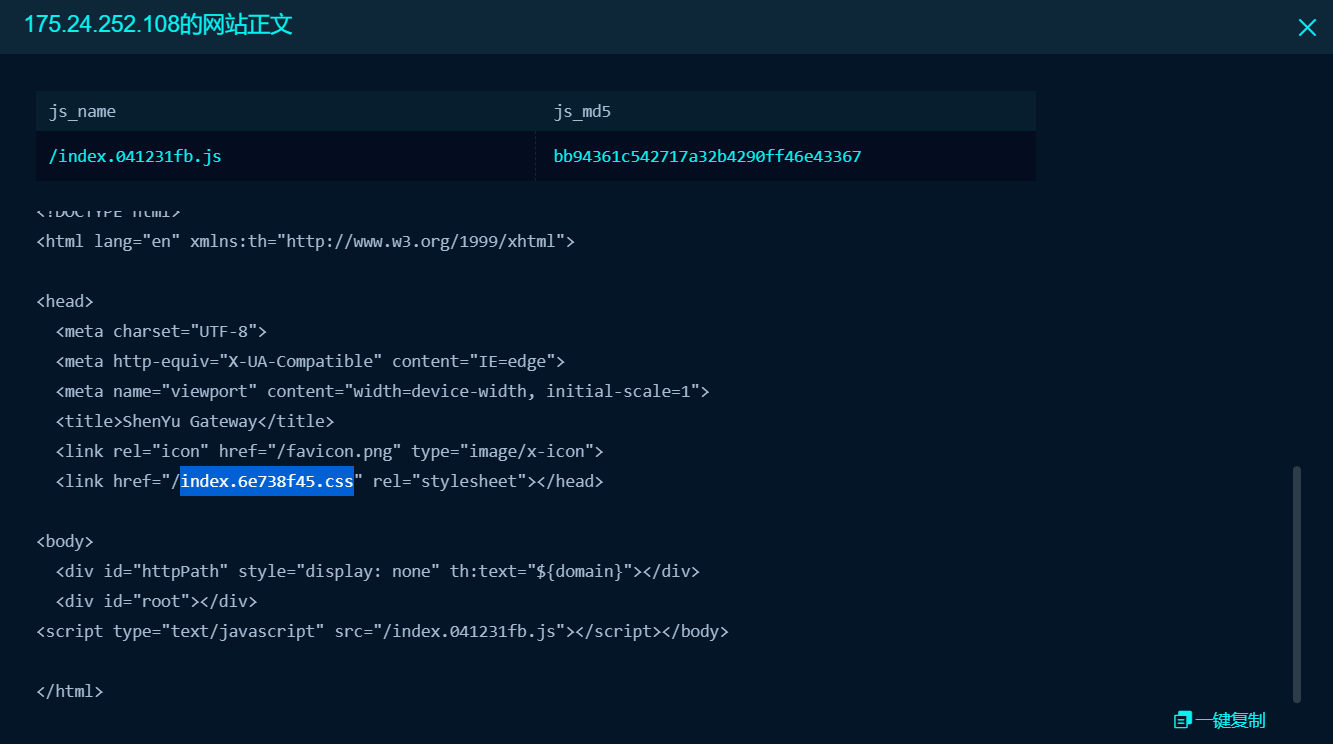 175.24.252.108的网站正文
js_name js_md5
/index.041231fb.js bb94361c542717a32b4290ff46e43367
<!DOCTYPE html>
<html lang="en" xmlns:th="http://www.w3.org/1999/xhtml">
<head>
<meta charset="UTF-8">
<meta http-equiv="X-UA-Compatible" content="IE=edge">
<meta name="viewport" content="width=device-width, initial-scale=1">
<title>ShenYu Gateway</title>
<link rel="icon" href="/favicon.png" type="image/x-icon">
<link href="/index.6e738f45.css" rel="stylesheet"></head>
<body>
<div id="httpPath" style="display: none" th:text="${domain}"></div>
<div id="root"></div>
<script type="text/javascript" src="/index.041231fb.js"></script></body>
</html>
一键复制